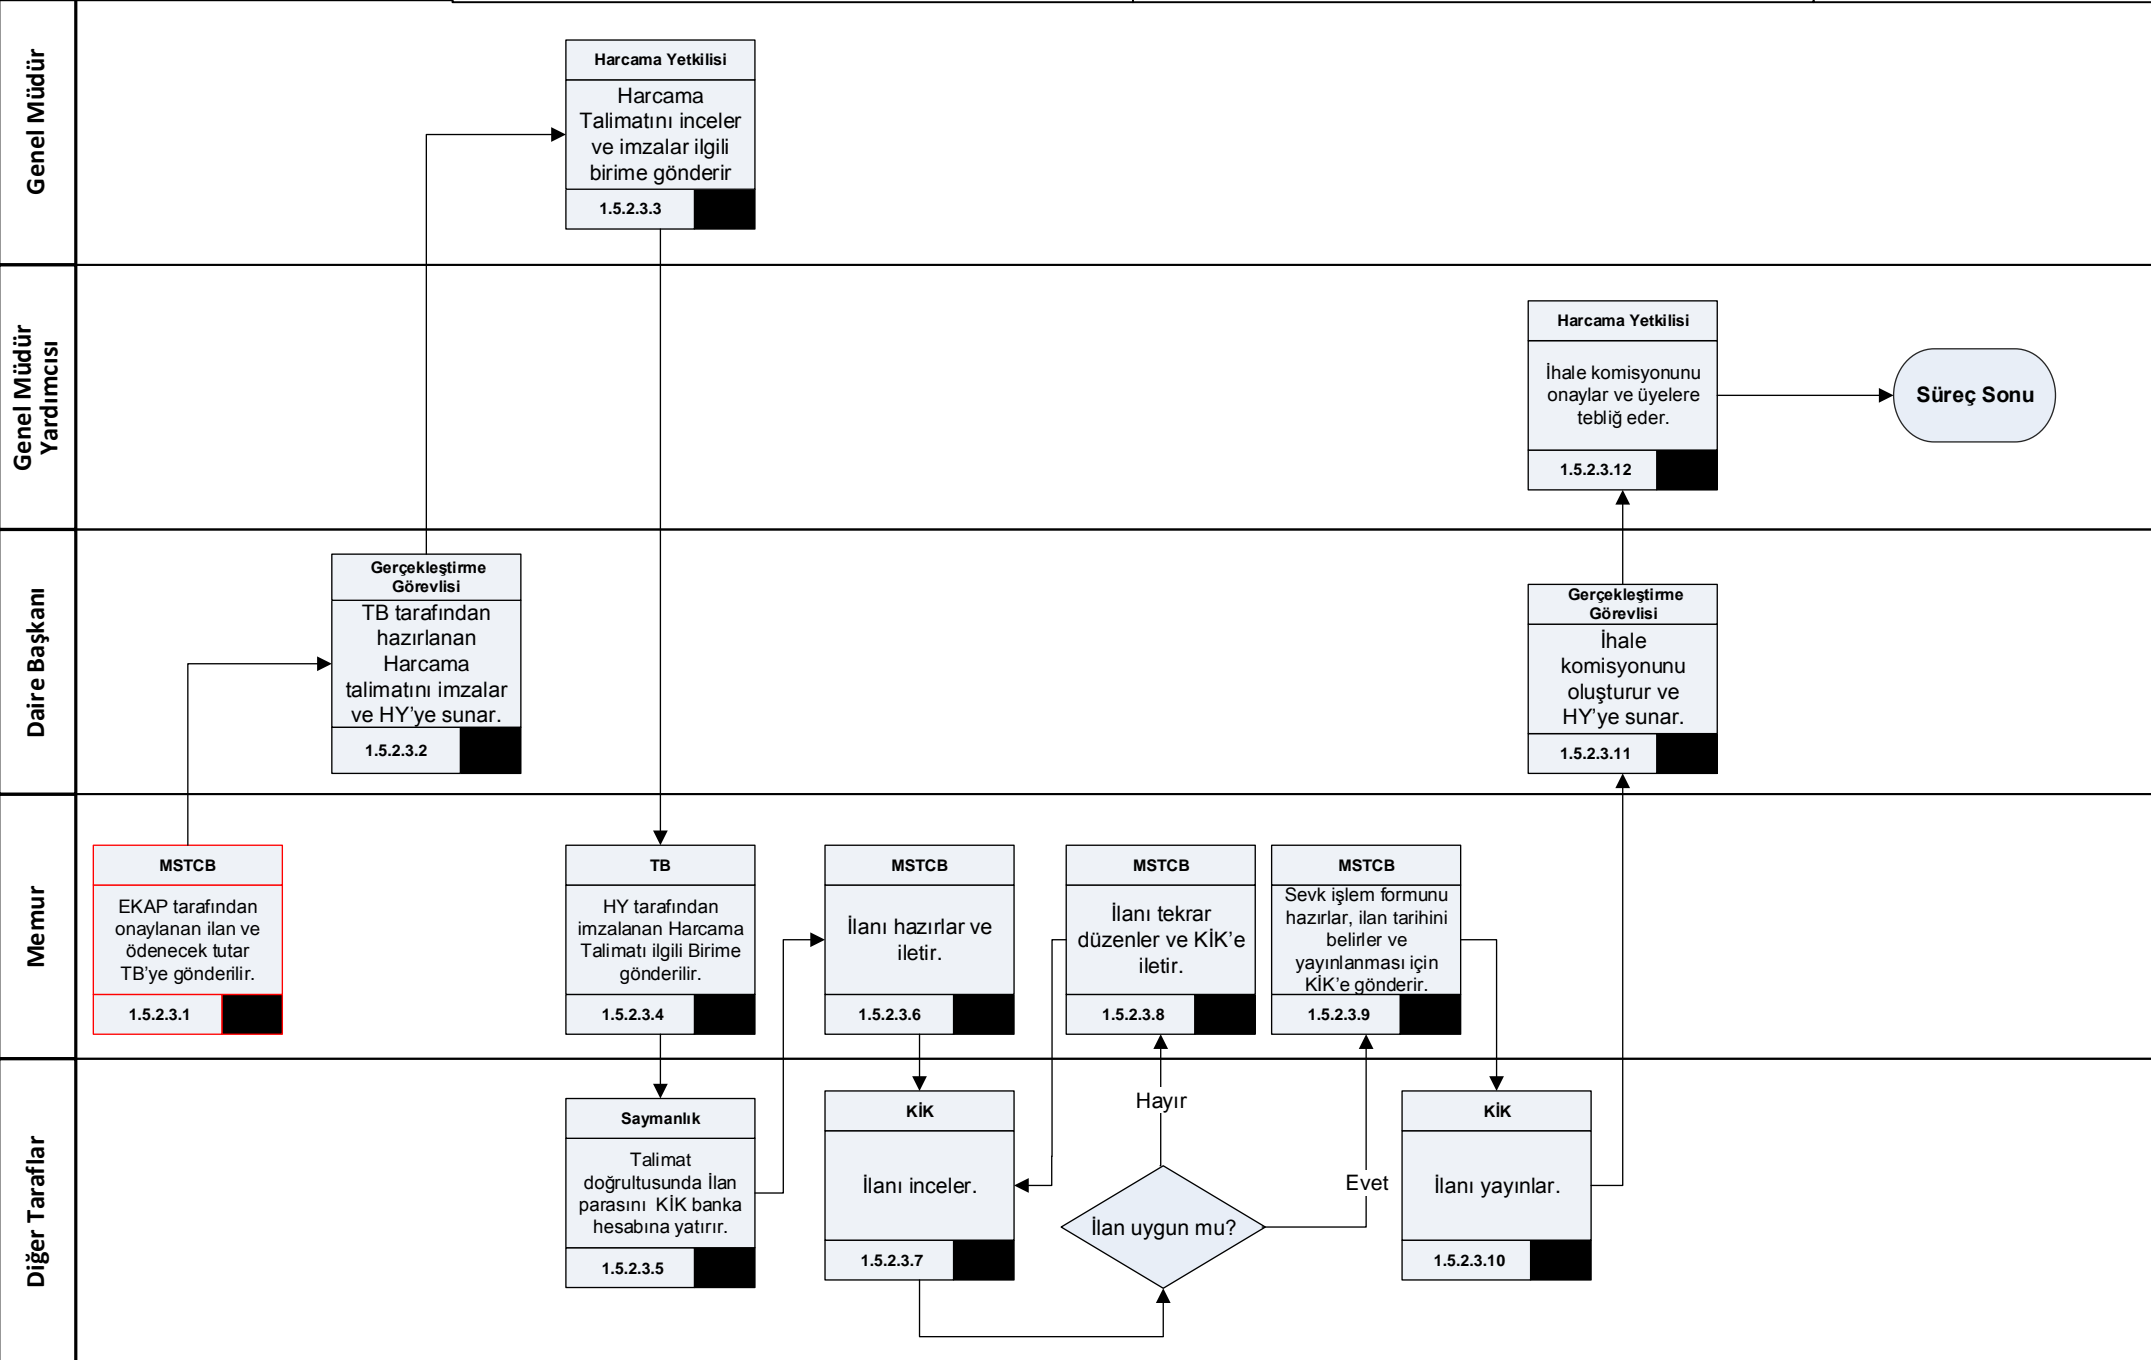 Genel Müdür
Harcama Yetkilisi
Harcama
Talimatını inceler
ve imzalar ilgili
birime gönderir
1.5.2.3.3
Genel Müdür
Yardımcısı
Harcama Yetkilisi
İhale komisyonunu
onaylar ve üyelere
tebliğ eder.
1.5.2.3.12
Süreç Sonu
Daire Başkanı
Gerçekleştirme
Görevlisi
TB tarafından
hazırlanan
Harcama
talimatını imzalar
ve HY’ye sunar.
1.5.2.3.2
Gerçekleştirme
Görevlisi
İhale
komisyonunu
oluşturur ve
HY’ye sunar.
1.5.2.3.11
Memur
MSTCB
EKAP tarafından
onaylanan ilan ve
ödenecek tutar
TB’ye gönderilir.
1.5.2.3.1
TB
HY tarafından
imzalanan Harcama
Talimatı ilgili Birime
gönderilir.
1.5.2.3.4
MSTCB
İlanı hazırlar ve
iletir.
1.5.2.3.6
MSTCB
İlanı tekrar
düzenler ve KİK’e
iletir.
1.5.2.3.8
MSTCB
Sevk işlem formunu
hazırlar, ilan tarihini
belirler ve
yayınlanması için
KİK’e gönderir.
1.5.2.3.9
Diğer Taraflar
Saymanlık
Talimat
doğrultusunda İlan
parasını  KİK banka
hesabına yatırır.
1.5.2.3.5
KİK
İlanı inceler.
1.5.2.3.7
Hayır
İlan uygun mu?
Evet
KİK
İlanı yayınlar.
1.5.2.3.10